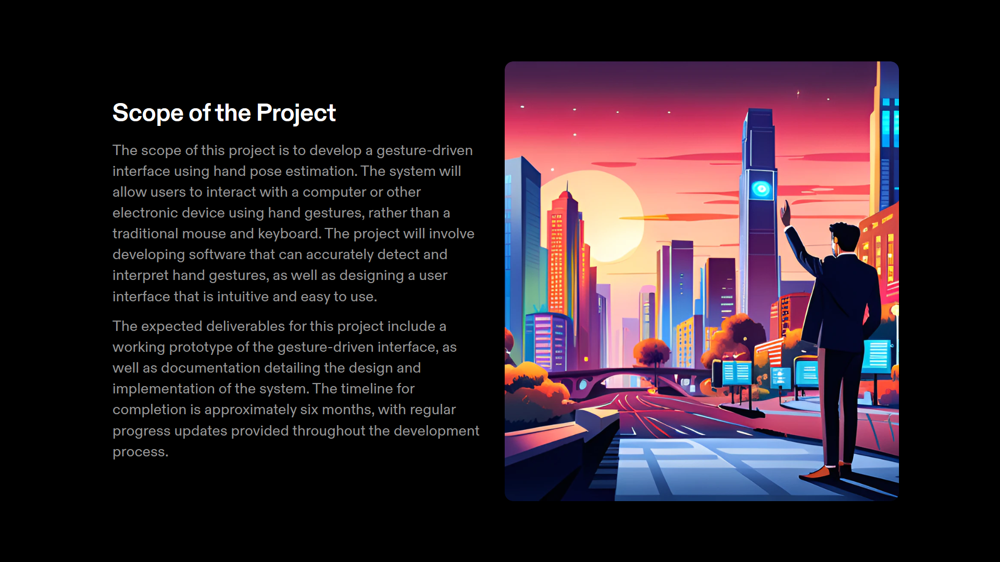 Scope of the Project
The scope of this project is to develop a gesture-driven
interface using hand pose estimation. The system will
allow users to interact with a computer or other
electronic device using hand gestures, rather than a
traditional mouse and keyboard. The project will involve
developing software that can accurately detect and
interpret hand gestures, as well as designing a user
interface that is intuitive and easy to use.
The expected deliverables for this project include a
working prototype of the gesture-driven interface, as
well as documentation detailing the design and
implementation of the system. The timeline for
completion is approximately six months, with regular
progress updates provided throughout the development
process.